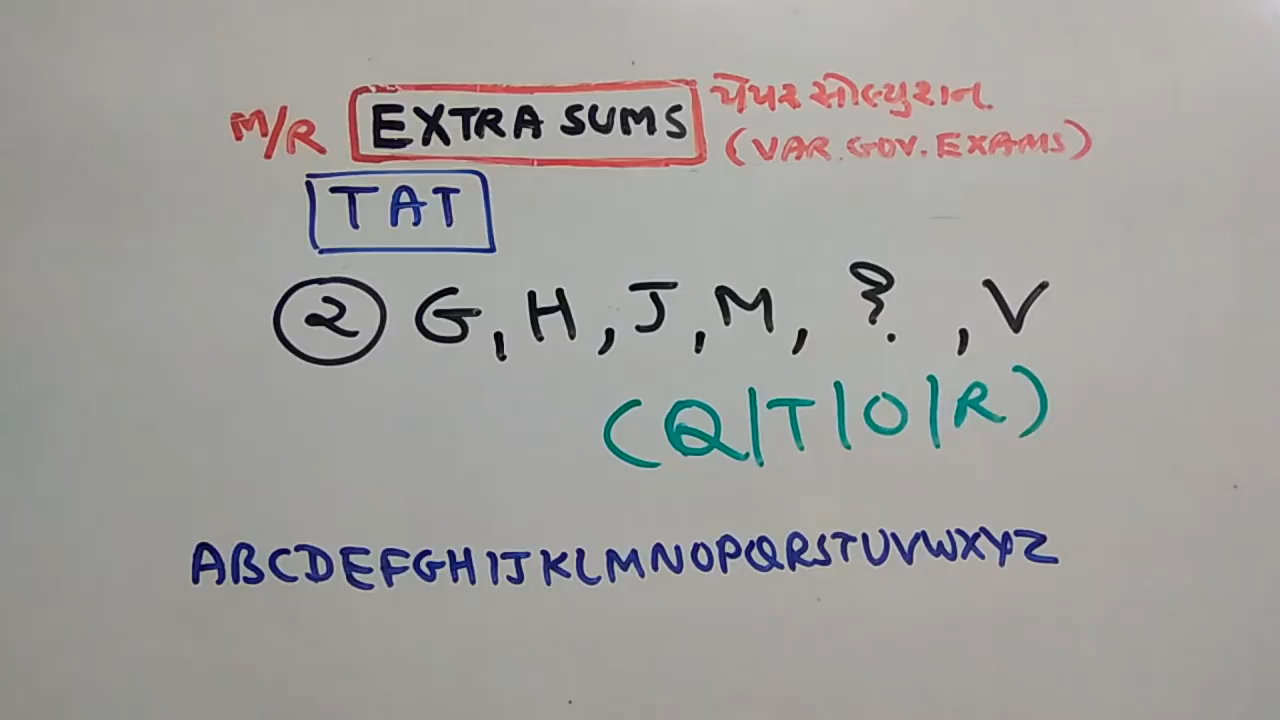 M/R EXTRA SUMS પેપર સોલ્યુશન.
(VAR. GOV. EXAMS)
TAT
② G, H, J, M, ?, V
(Q/T/O/R)
ABCDEFGHIJKLMNOPQRSTUVWXYZ